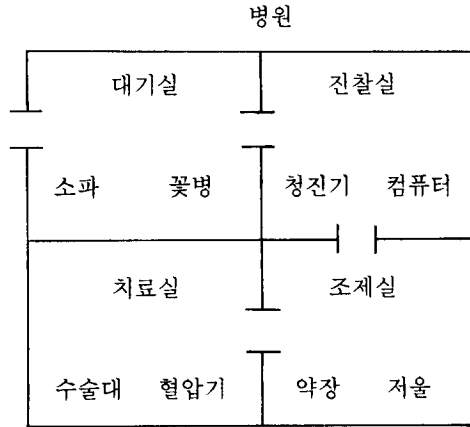 병원
대기실 진찰실
소파 꽃병 청진기 컴퓨터
치료실 조제실
수술대 혈압기 약장 저울